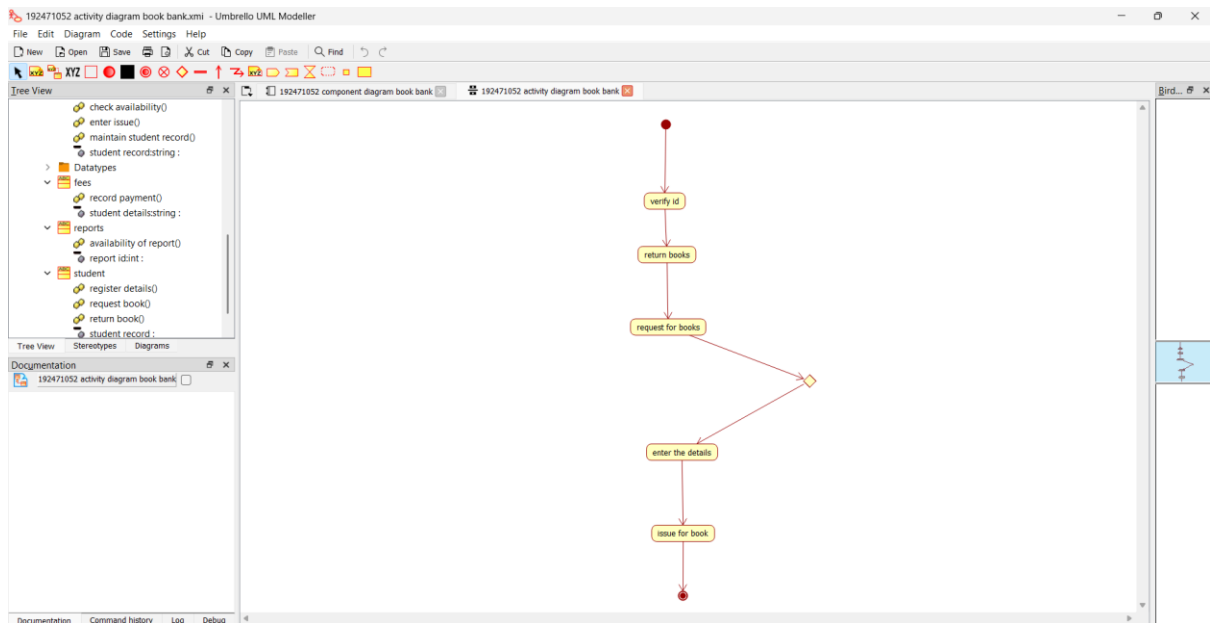 192471052 activity diagram book bank.xmi - Umbrello UML Modeller
File Edit Diagram Code Settings Help
New Open Save Cut Copy Paste Find
XYZ XYZ
Tree View
192471052 component diagram book bank 192471052 activity diagram book bank
Bird...
check availability()
enter issue()
maintain student record()
student record:string :
Datatypes
fees
record payment()
student details:string :
reports
availability of report()
report id:int :
student
register details()
request book()
return book()
student record :
Tree View Stereotypes Diagrams
Documentation
192471052 activity diagram book bank
verify id
return books
request for books
enter the details
issue for book
Documentation Command history Log Debug